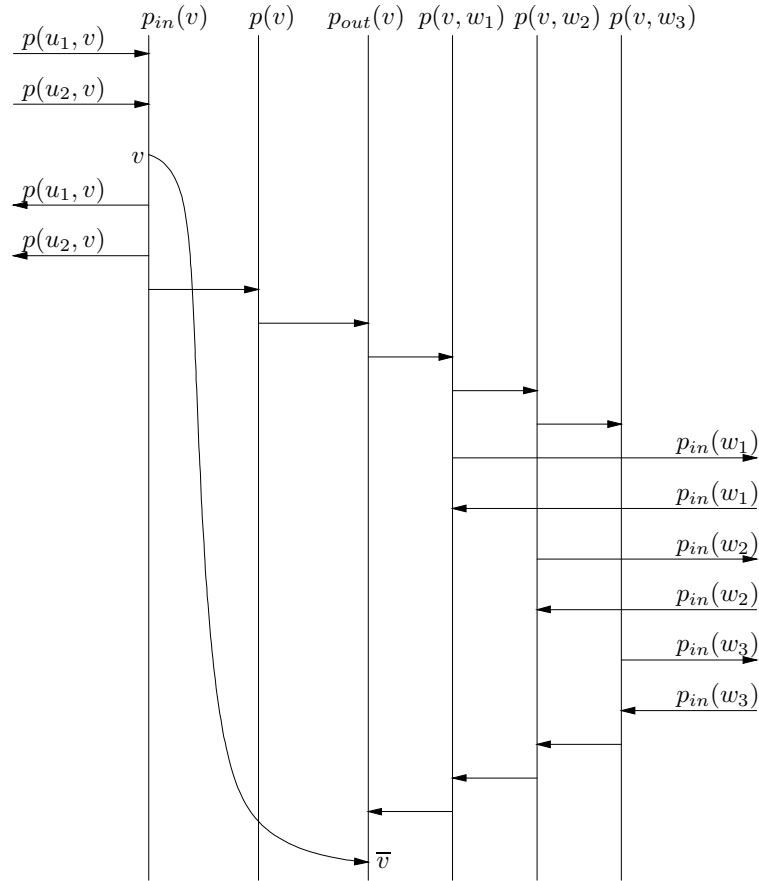 p_in(v) p(v) p_out(v) p(v, w_1) p(v, w_2) p(v, w_3)
p(u_1, v)
p(u_2, v)
v
p(u_1, v)
p(u_2, v)
p_in(w_1)
p_in(w_1)
p_in(w_2)
p_in(w_2)
p_in(w_3)
p_in(w_3)
v̅